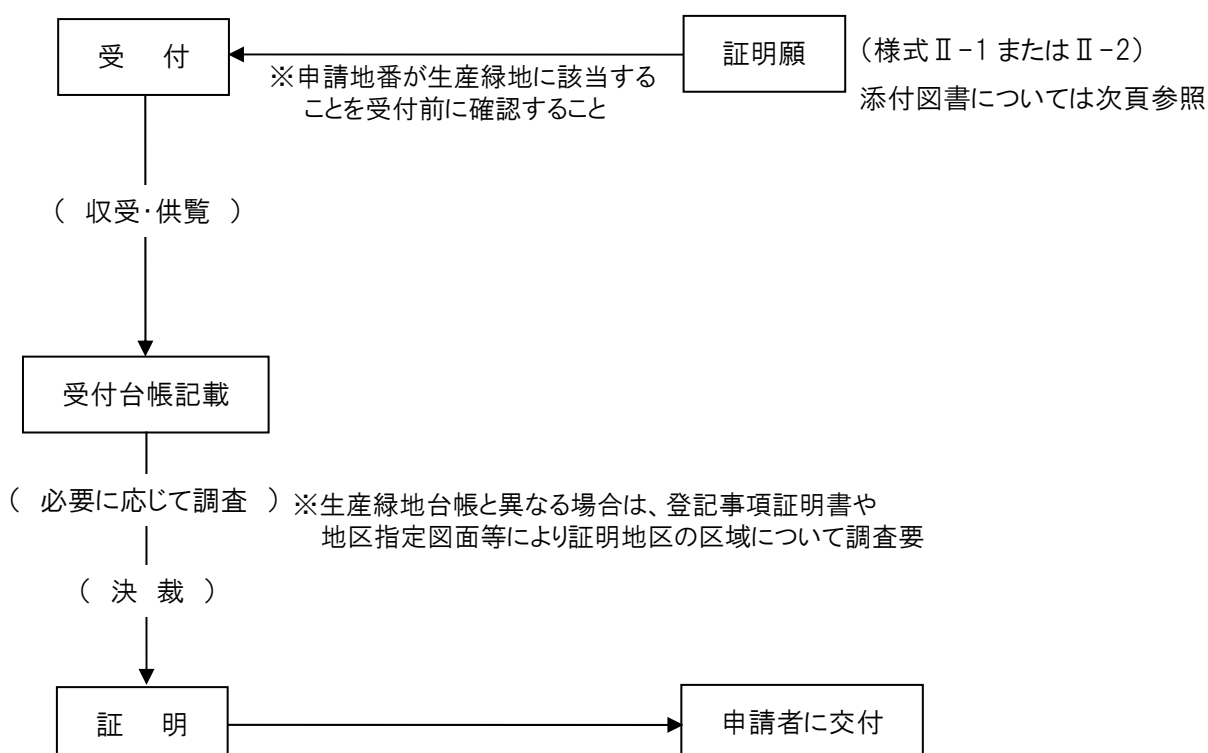 受　付
証明願
(様式Ⅱ-1 またはⅡ-2)
添付図書については次頁参照
※申請地番が生産緑地に該当する
ことを受付前に確認すること
( 収受・供覧 )
受付台帳記載
( 必要に応じて調査 )
※生産緑地台帳と異なる場合は、登記事項証明書や
地区指定図面等により証明地区の区域について調査要
( 決 裁 )
証　明
申請者に交付